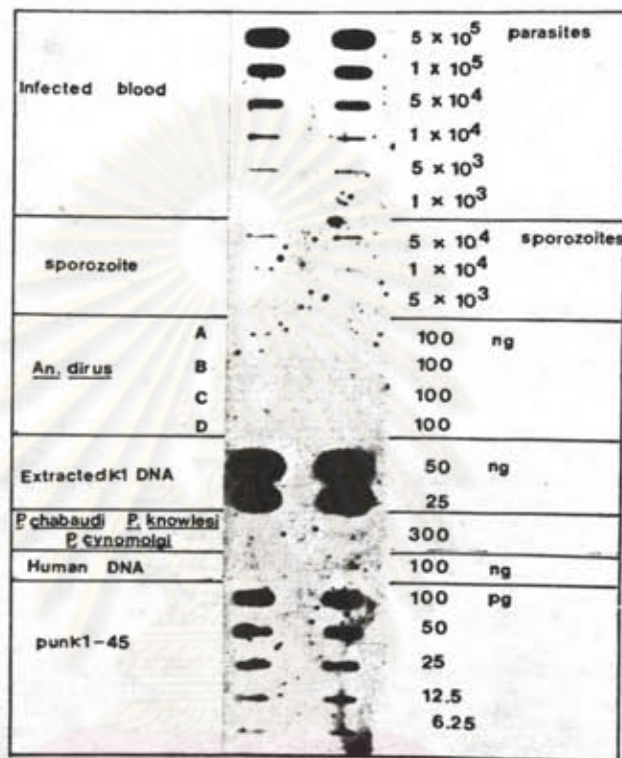 5 × 10⁵ parasites
1 × 10⁵
Infected blood
5 × 10⁴
1 × 10⁴
5 × 10³
1 × 10³
5 × 10⁴ sporozoites
sporozoite
1 × 10⁴
5 × 10³
A 100 ng
An. dirus
B 100
C 100
D 100
Extracted K1 DNA
50 ng
25
P. chabaudi P. knowlesi
P. cynomolgi
300
Human DNA 100 ng
100 pg
punK1-45
50
25
12.5
6.25